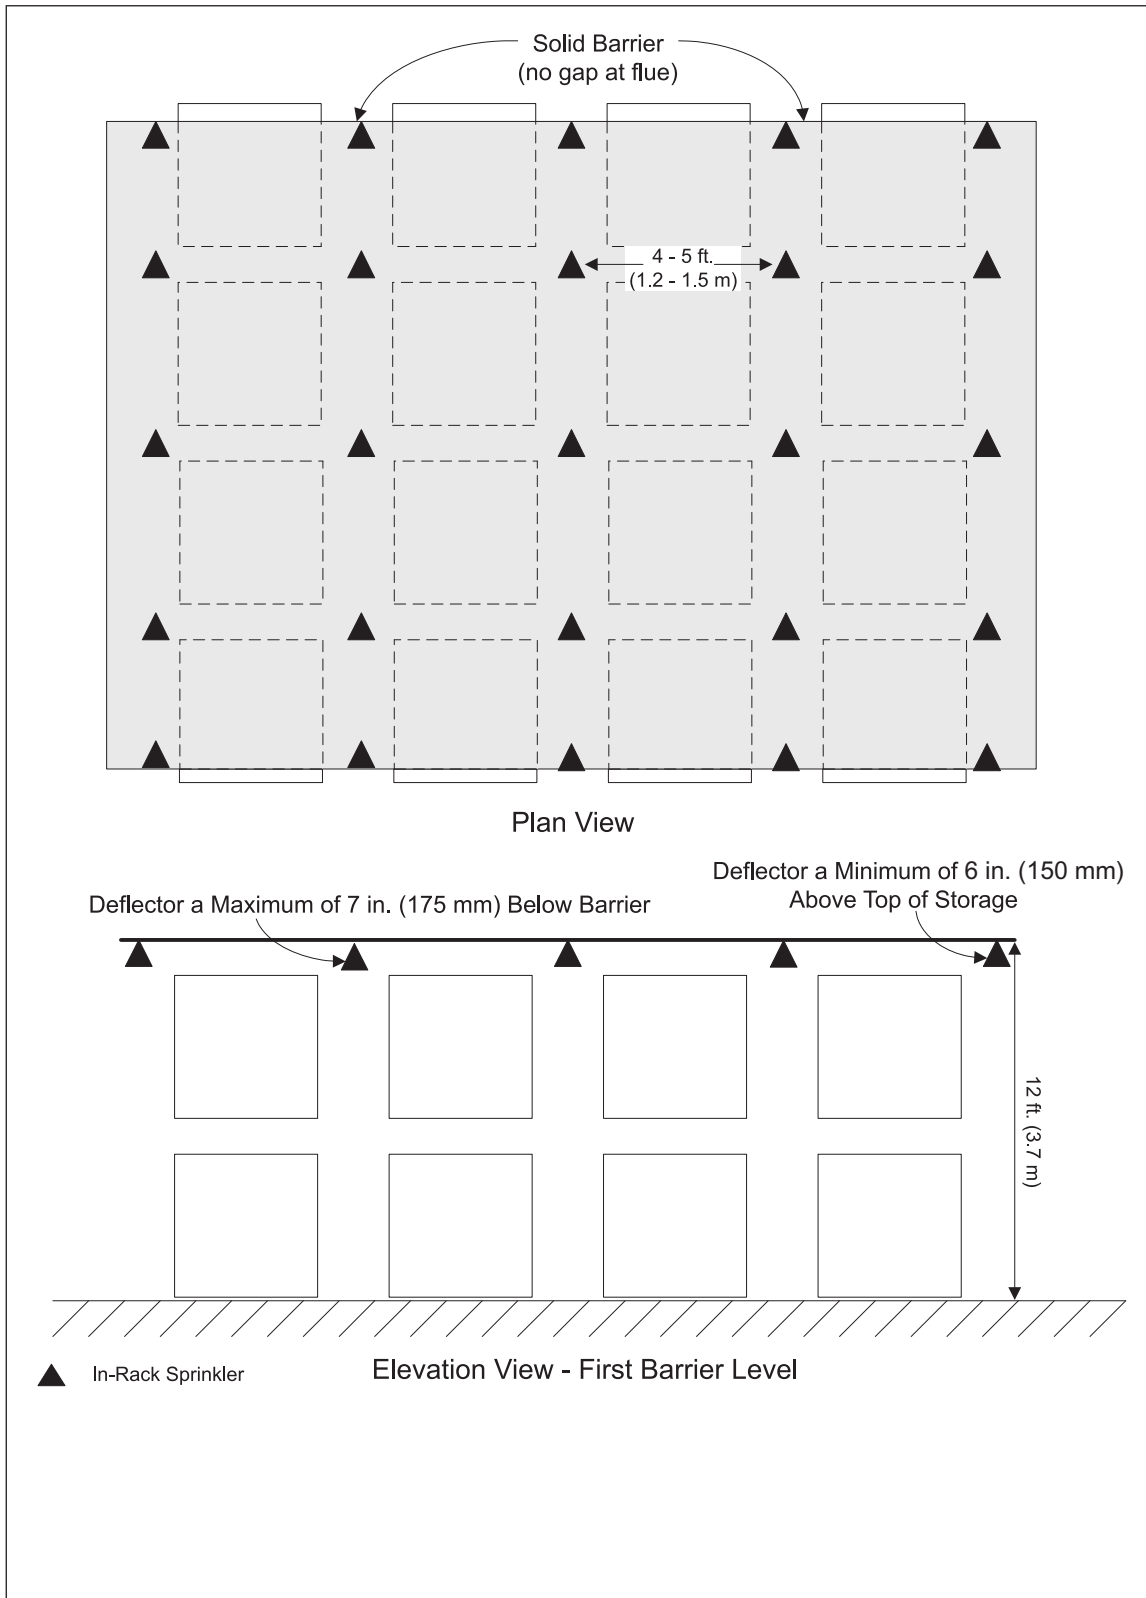 Solid Barrier
(no gap at flue)
4 - 5 ft.
(1.2 - 1.5 m)
Plan View
Deflector a Minimum of 6 in. (150 mm)
Above Top of Storage
Deflector a Maximum of 7 in. (175 mm) Below Barrier
12 ft. (3.7 m)
In-Rack Sprinkler
Elevation View - First Barrier Level